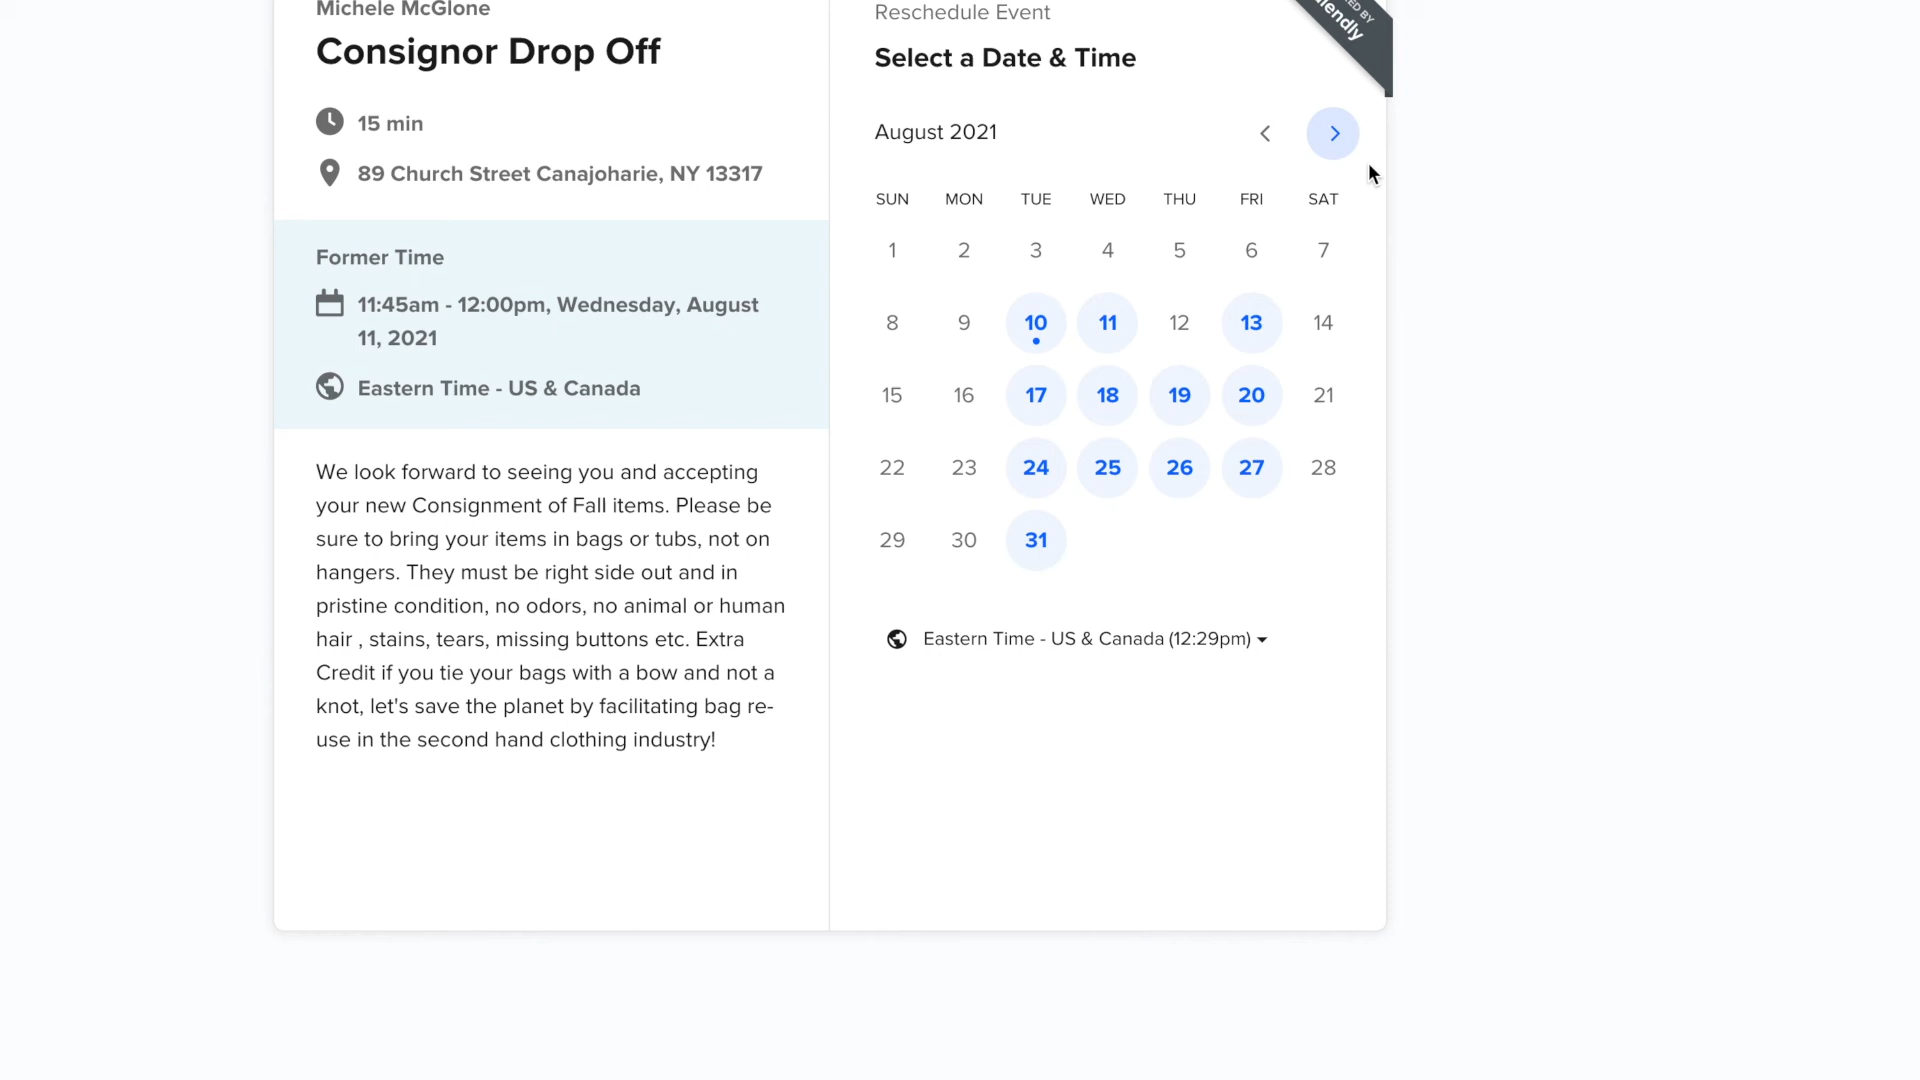 Michele McGlone
Consignor Drop Off
15 min
89 Church Street Canajoharie, NY 13317
Former Time
11:45am - 12:00pm, Wednesday, August
11, 2021
Eastern Time - US & Canada
We look forward to seeing you and accepting
your new Consignment of Fall items. Please be
sure to bring your items in bags or tubs, not on
hangers. They must be right side out and in
pristine condition, no odors, no animal or human
hair , stains, tears, missing buttons etc. Extra
Credit if you tie your bags with a bow and not a
knot, let's save the planet by facilitating bag re-
use in the second hand clothing industry!
Reschedule Event
Select a Date & Time
August 2021
SUN MON TUE WED THU FRI SAT
1 2 3 4 5 6 7
8 9 10 11 12 13 14
15 16 17 18 19 20 21
22 23 24 25 26 27 28
29 30 31
Eastern Time - US & Canada (12:29pm)
BY